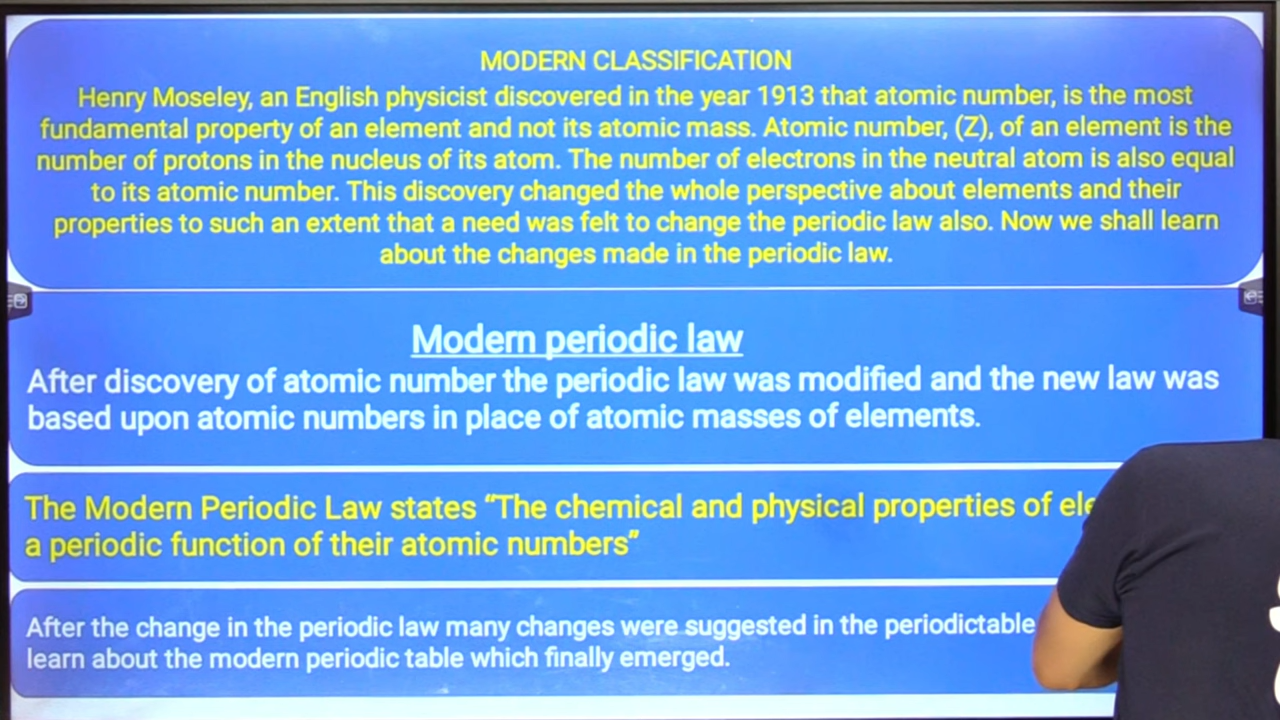 MODERN CLASSIFICATION
Henry Moseley, an English physicist discovered in the year 1913 that atomic number, is the most
fundamental property of an element and not its atomic mass. Atomic number, (Z), of an element is the
number of protons in the nucleus of its atom. The number of electrons in the neutral atom is also equal
to its atomic number. This discovery changed the whole perspective about elements and their
properties to such an extent that a need was felt to change the periodic law also. Now we shall learn
about the changes made in the periodic law.
Modern periodic law
After discovery of atomic number the periodic law was modified and the new law was
based upon atomic numbers in place of atomic masses of elements.
The Modern Periodic Law states “The chemical and physical properties of
a periodic function of their atomic numbers”
After the change in the periodic law many changes were suggested in the periodictable
learn about the modern periodic table which finally emerged.